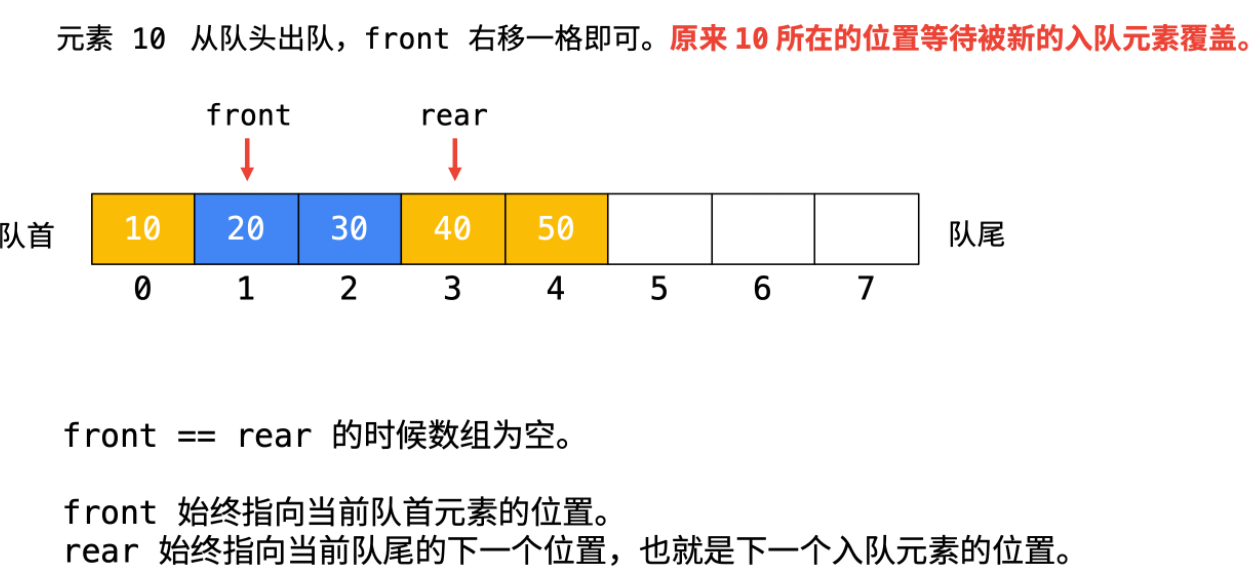 元素 10 从队头出队，front 右移一格即可。原来 10 所在的位置等待被新的入队元素覆盖。
front rear
队首 10 20 30 40 50 队尾
0 1 2 3 4 5 6 7
front == rear 的时候数组为空。
front 始终指向当前队首元素的位置。
rear 始终指向当前队尾的下一个位置，也就是下一个入队元素的位置。